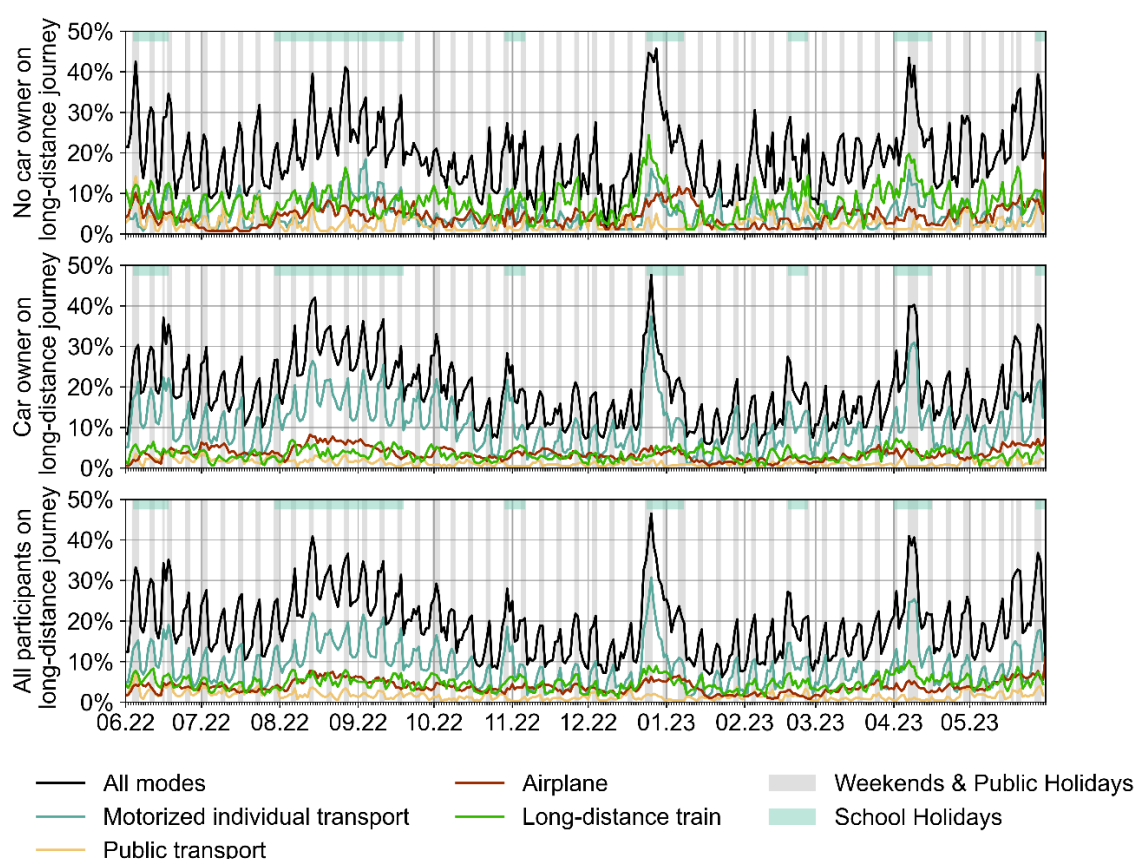 No car owner on
long-distance journey
50%
40%
30%
20%
10%
0%
Car owner on
long-distance journey
50%
40%
30%
20%
10%
0%
All participants on
long-distance journey
50%
40%
30%
20%
10%
0%
06.22 07.22 08.22 09.22 10.22 11.22 12.22 01.23 02.23 03.23 04.23 05.23
All modes Airplane Weekends & Public Holidays
Motorized individual transport Long-distance train School Holidays
Public transport